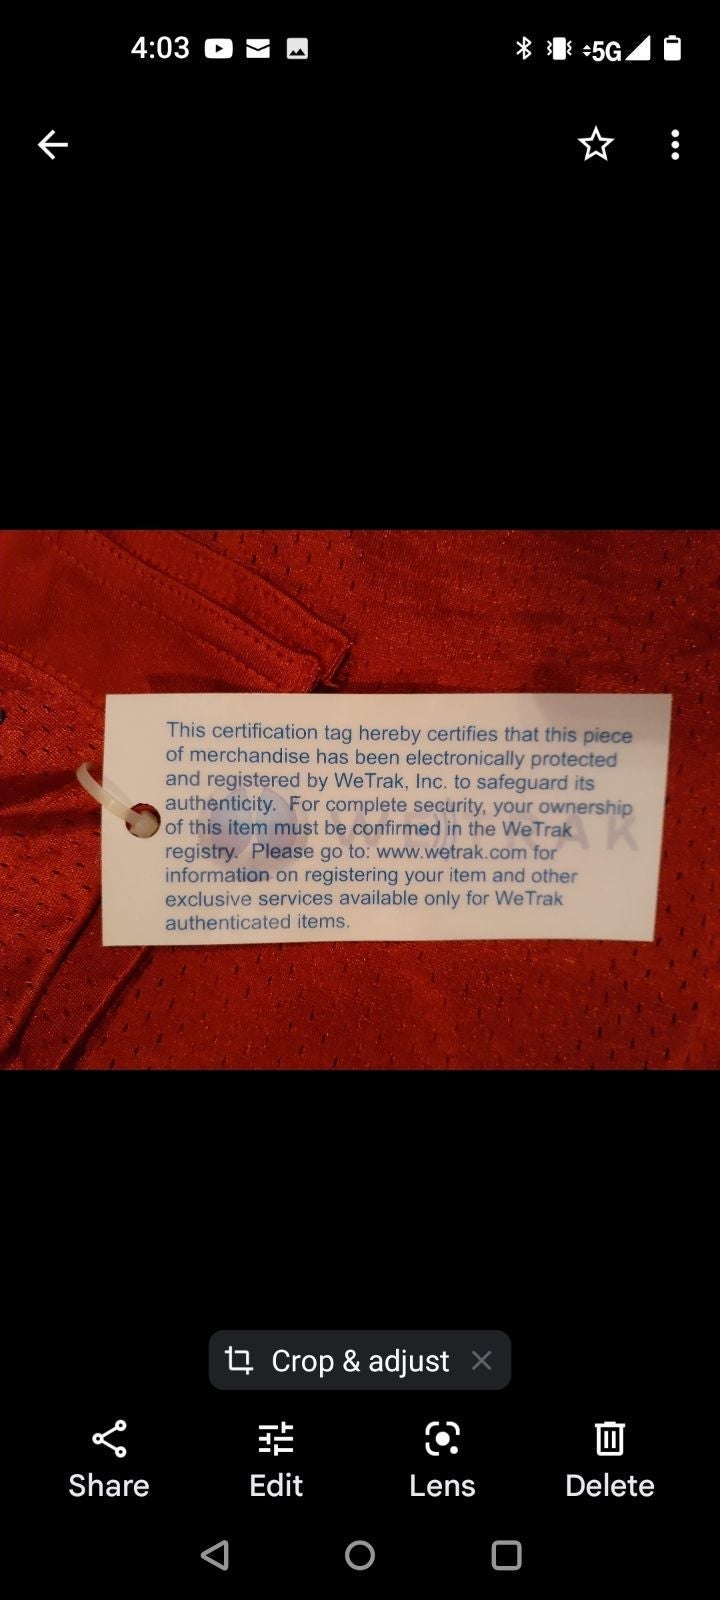 4:03
5G
This certification tag hereby certifies that this piece
of merchandise has been electronically protected
and registered by WeTrak, Inc. to safeguard its
authenticity.  For complete security, your ownership
of this item must be confirmed in the WeTrak
registry.  Please go to: www.wetrak.com for
information on registering your item and other
exclusive services available only for WeTrak
authenticated items.
WETRAK
Crop & adjust
Share Edit Lens Delete